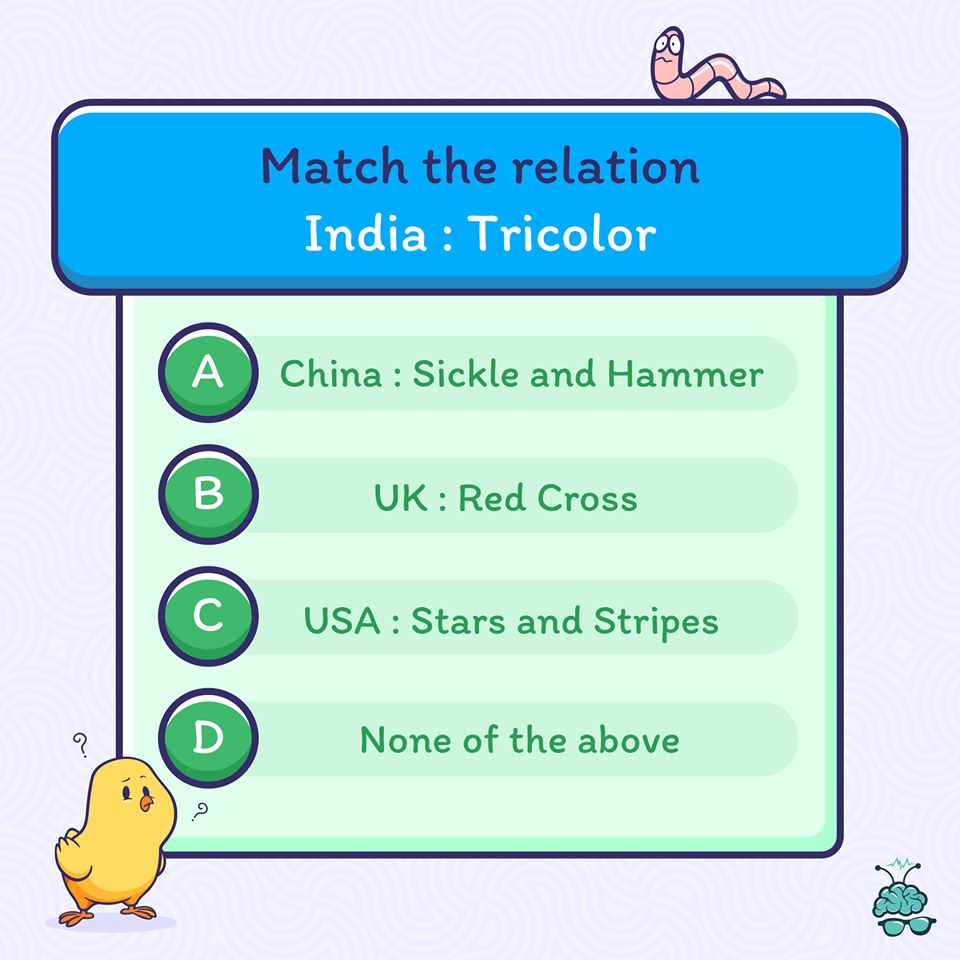 Match the relation
India : Tricolor
A China : Sickle and Hammer
B UK : Red Cross
C USA : Stars and Stripes
D None of the above
? 
?